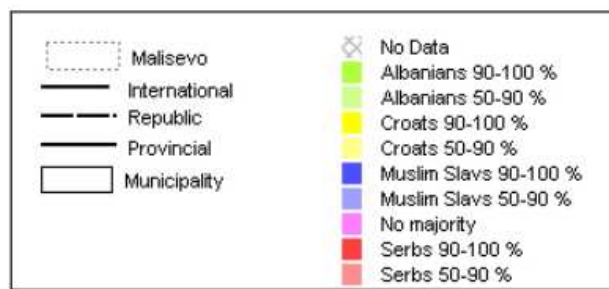 Malisevo
International
Republic
Provincial
Municipality
No Data
Albanians 90-100 %
Albanians 50-90 %
Croats 90-100 %
Croats 50-90 %
Muslim Slavs 90-100 %
Muslim Slavs 50-90 %
No majority
Serbs 90-100 %
Serbs 50-90 %